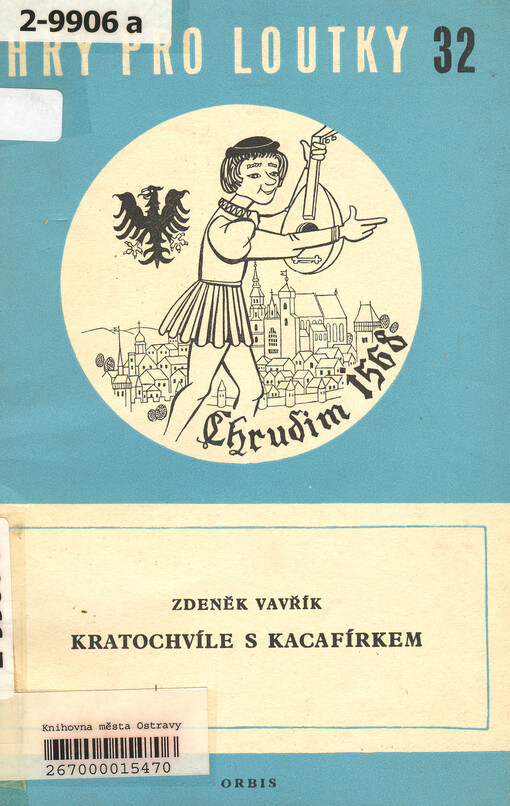 2-9906 a
HRY PRO LOUTKY 32
Chrudim 1568
ZDENĚK VAVŘÍK
KRATOCHVÍLE S KACAFÍRKEM
Knihovna města Ostravy
267000015470
ORBIS